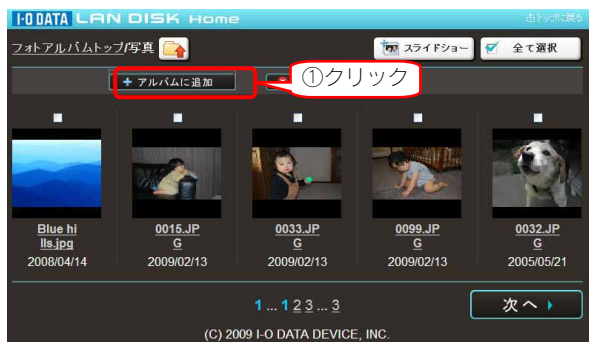 I-O DATA LAN DISK Home
凸トップに戻る
フォトアルバムトップ/写真
スライドショー
全て選択
+ アルバムに追加
①クリック
Blue hi
lls.jpg
2008/04/14
0015.JP
G
2009/02/13
0033.JP
G
2009/02/13
0099.JP
G
2009/02/13
0032.JP
G
2005/05/21
1 ... 1 2 3 ... 3
次へ
(C) 2009 I-O DATA DEVICE, INC.